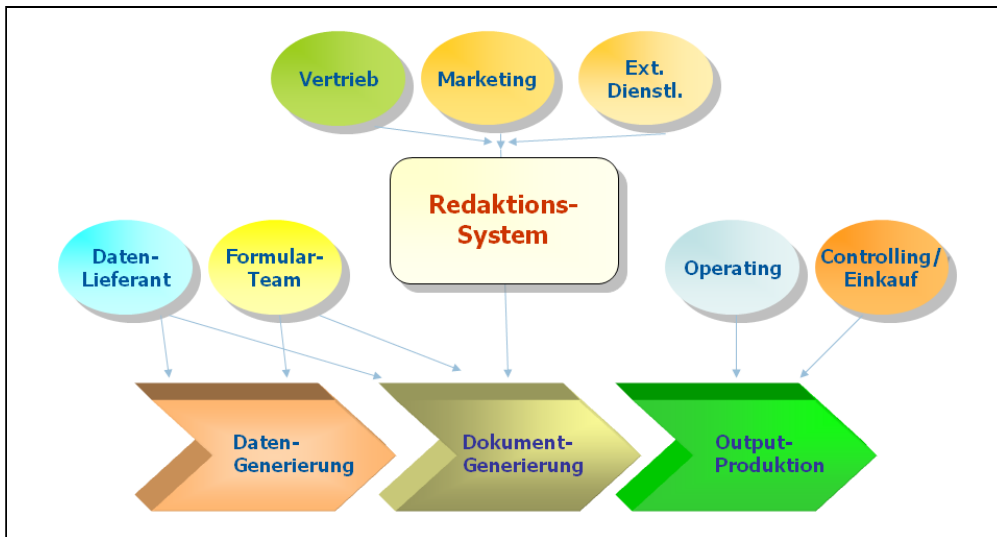 Vertrieb
Marketing
Ext.
Dienstl.
Redaktions-
System
Daten-
Lieferant
Formular-
Team
Operating
Controlling/
Einkauf
Daten-
Generierung
Dokument-
Generierung
Output-
Produktion